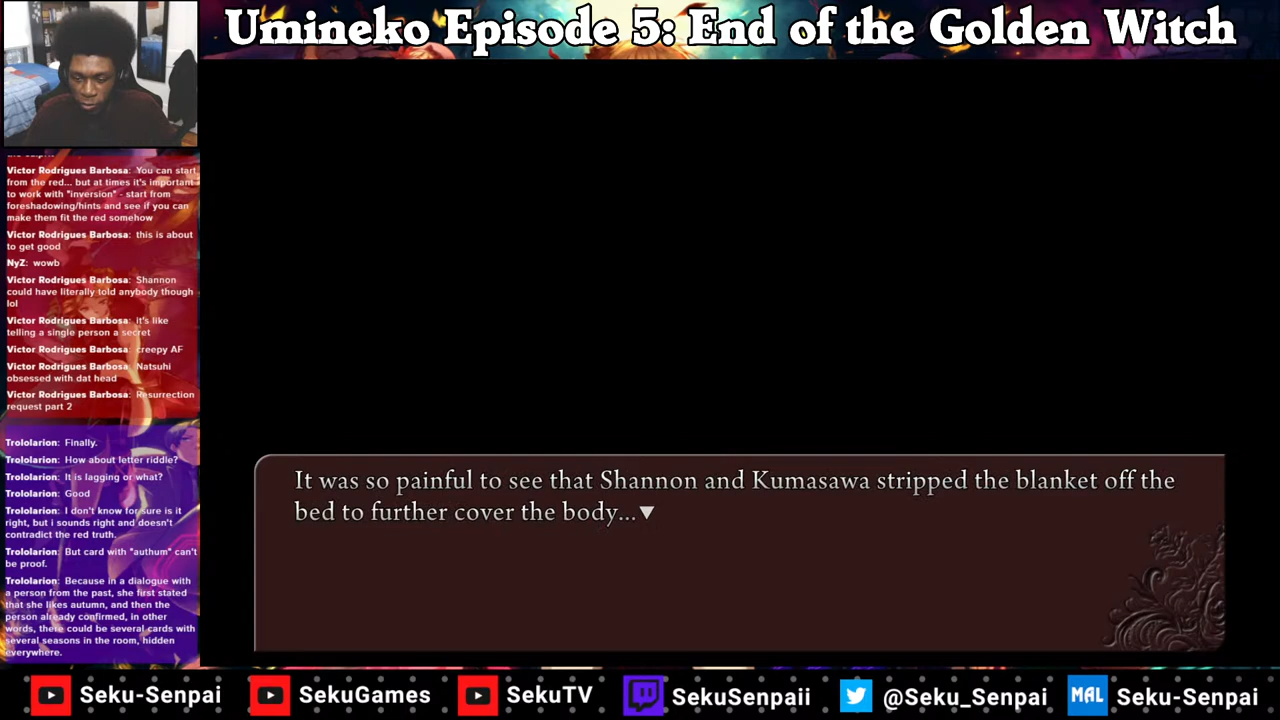 Umineko Episode 5: End of the Golden Witch
Victor Rodrigues Barbosa: You can start
from the red... but at times it's important
to work with "inversion" - start from
foreshadowing/hints and see if you can
make them fit the red somehow
Victor Rodrigues Barbosa: this is about
to get good
NyZ: wowb
Victor Rodrigues Barbosa: Shannon
could have literally told anybody though
lol
Victor Rodrigues Barbosa: it's like
telling a single person a secret
Victor Rodrigues Barbosa: creepy AF
Victor Rodrigues Barbosa: Natsuhi
obsessed with dat head
Victor Rodrigues Barbosa: Resurrection
request part 2
Trololarion: Finally.
Trololarion: How about letter riddle?
Trololarion: It is lagging or what?
Trololarion: Good
Trololarion: I don't know for sure is it
right, but i sounds right and doesn't
contradict the red truth.
Trololarion: But card with "authum" can't
be proof.
Trololarion: Because in a dialogue with
a person from the past, she first stated
that she likes autumn, and then the
person already confirmed, in other
words, there could be several cards with
several seasons in the room, hidden
everywhere.
It was so painful to see that Shannon and Kumasawa stripped the blanket off the
bed to further cover the body...▼
Seku-Senpai
SekuGames
SekuTV
SekuSenpaii
@Seku_Senpai
MAL Seku-Senpai